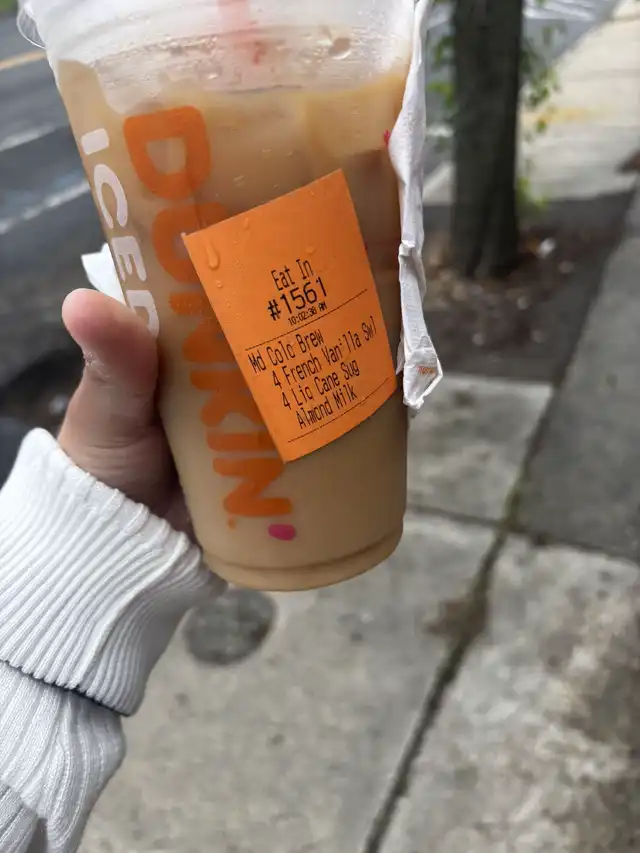 ICED
DUNKIN'
Eat In
#1561
10:02:36 AM
Md Cold Brew
4 French Vanilla Swl
4 Liq Cane Sug
Almond Milk